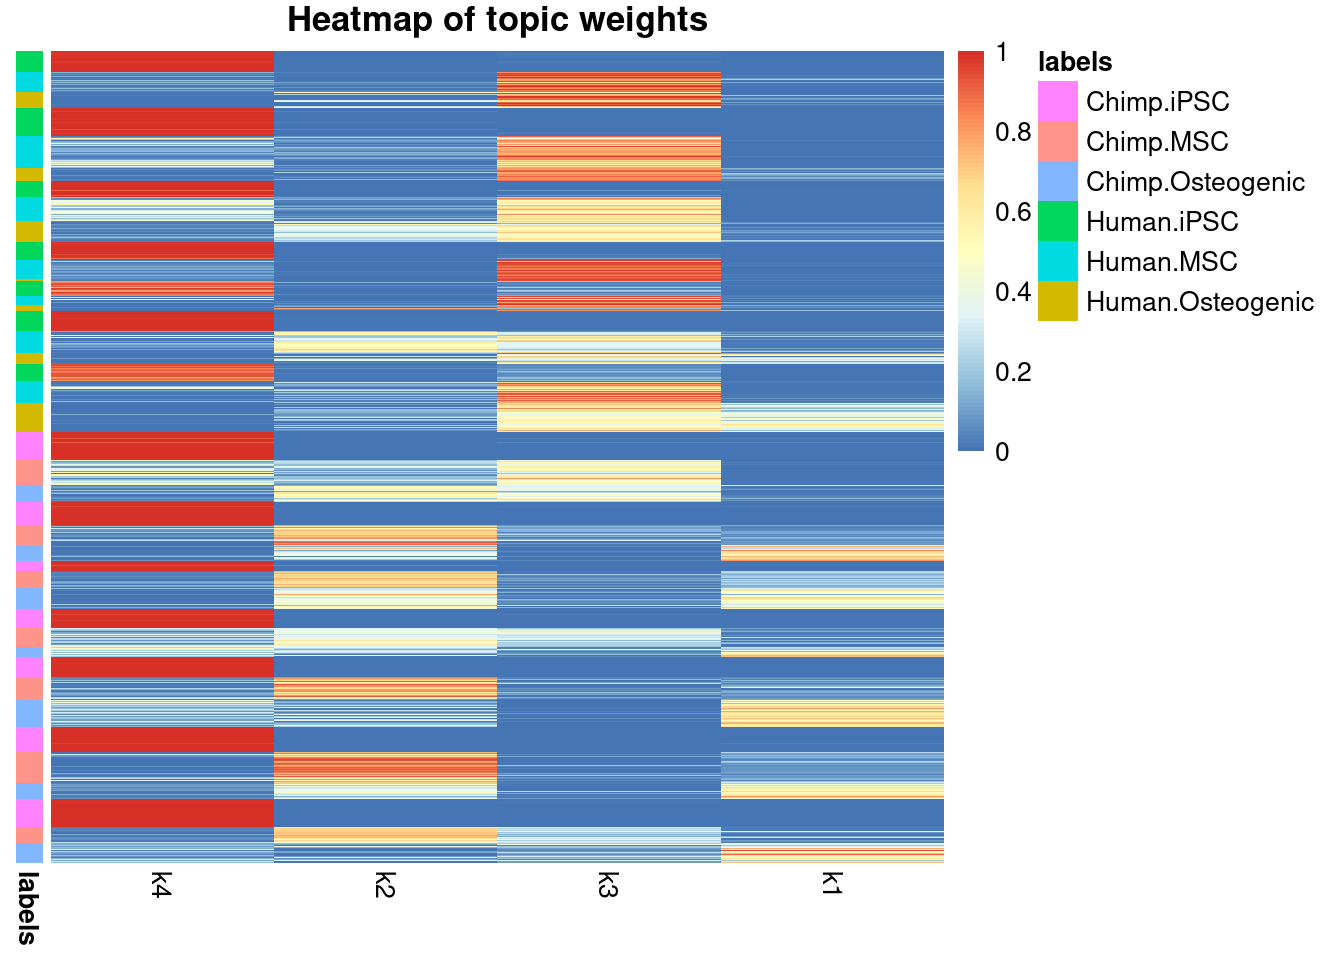 Heatmap of topic weights
1
0.8
0.6
0.4
0.2
0
labels
Chimp.iPSC
Chimp.MSC
Chimp.Osteogenic
Human.iPSC
Human.MSC
Human.Osteogenic
labels
k4
k2
k3
k1